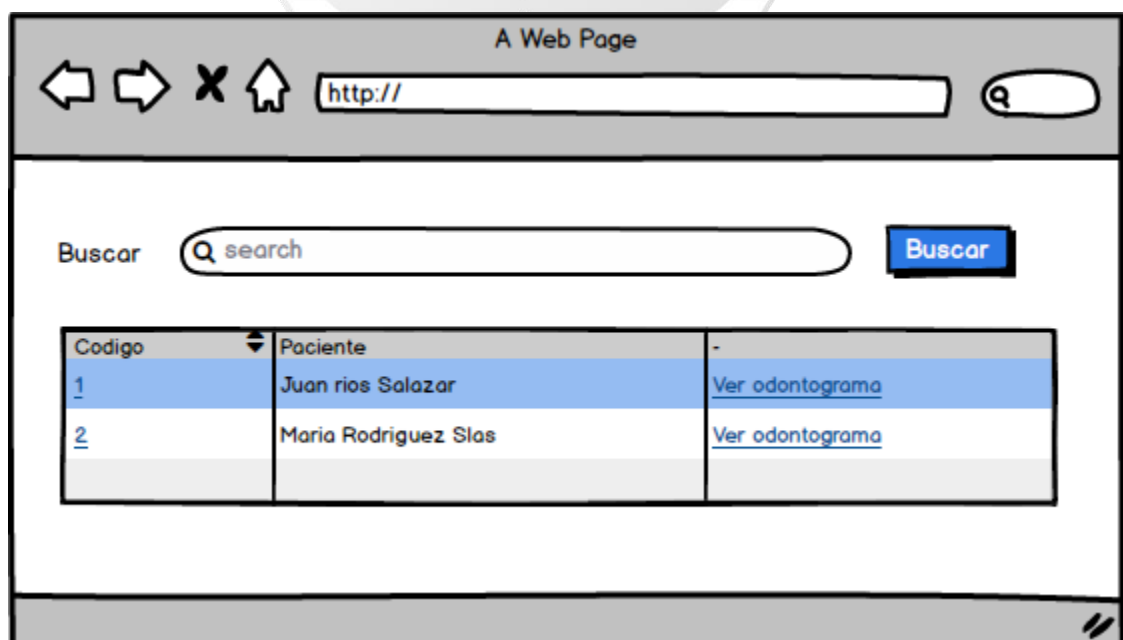 A Web Page
http://
Buscar search Buscar
Codigo Paciente -
1 Juan rios Salazar Ver odontograma
2 Maria Rodriguez Slas Ver odontograma